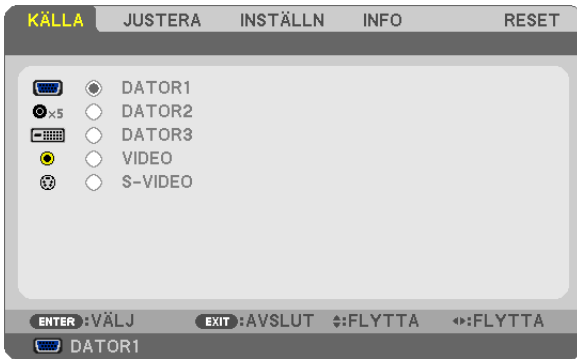 KÄLLA JUSTERA INSTÄLLN INFO RESET
DATOR1
×5 DATOR2
DATOR3
VIDEO
S-VIDEO
ENTER :VÄLJ EXIT :AVSLUT :FLYTTA :FLYTTA
DATOR1